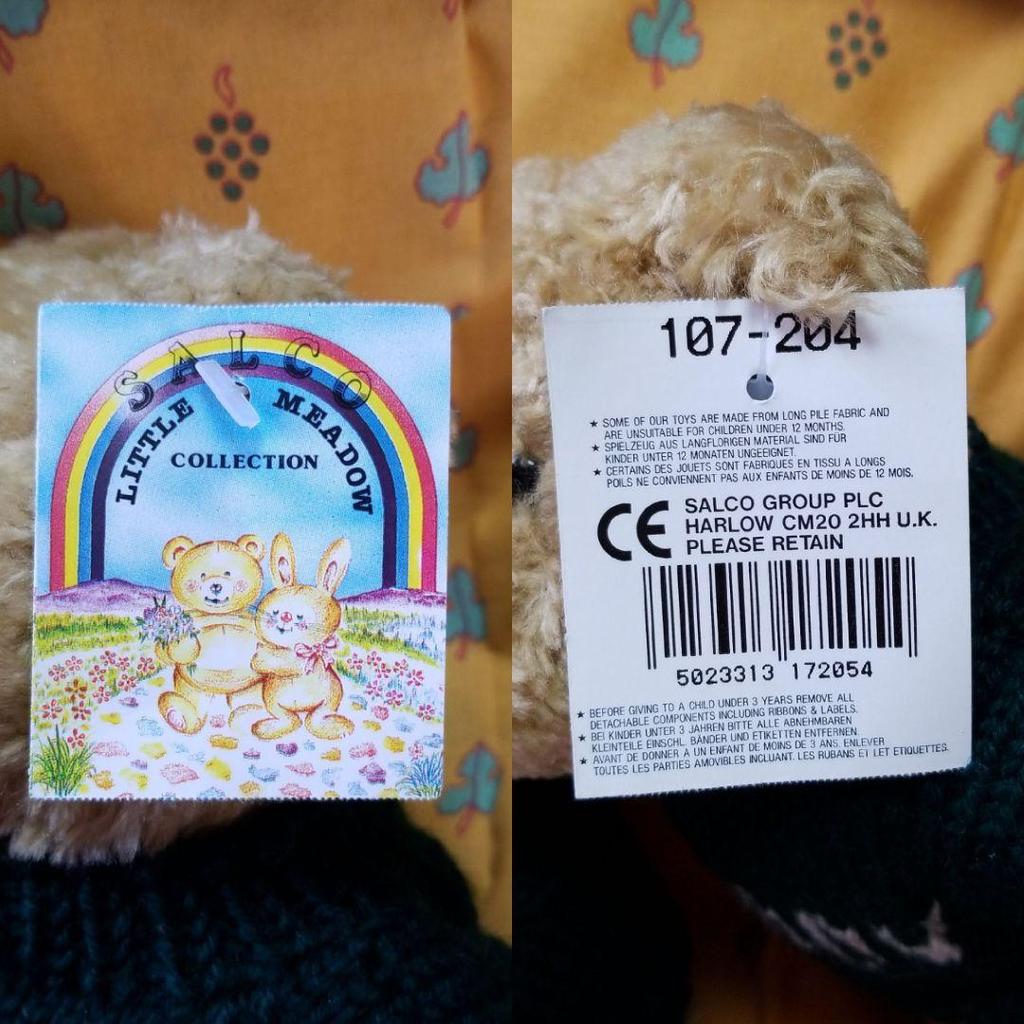 SALCO
LITTLE MEADOW
COLLECTION
107-204
★ SOME OF OUR TOYS ARE MADE FROM LONG PILE FABRIC AND
ARE UNSUITABLE FOR CHILDREN UNDER 12 MONTHS.
★ SPIELZEUG AUS LANGFLORIGEN MATERIAL SIND FÜR
KINDER UNTER 12 MONATEN UNGEEIGNET.
★ CERTAINS DES JOUETS SONT FABRIQUES EN TISSU A LONGS
POILS NE CONVIENNENT PAS AUX ENFANTS DE MOINS DE 12 MOIS.
CE
SALCO GROUP PLC
HARLOW CM20 2HH U.K.
PLEASE RETAIN
5023313 172054
★ BEFORE GIVING TO A CHILD UNDER 3 YEARS REMOVE ALL
DETACHABLE COMPONENTS INCLUDING RIBBONS & LABELS.
★ BEI KINDER UNTER 3 JAHREN BITTE ALLE ABNEHMBAREN
KLEINTEILE EINSCHL. BÄNDER UND ETIKETTEN ENTFERNEN.
★ AVANT DE DONNER A UN ENFANT DE MOINS DE 3 ANS. ENLEVER
TOUTES LES PARTIES AMOVIBLES INCLUANT. LES RUBANS ET LET ETIQUETTES.